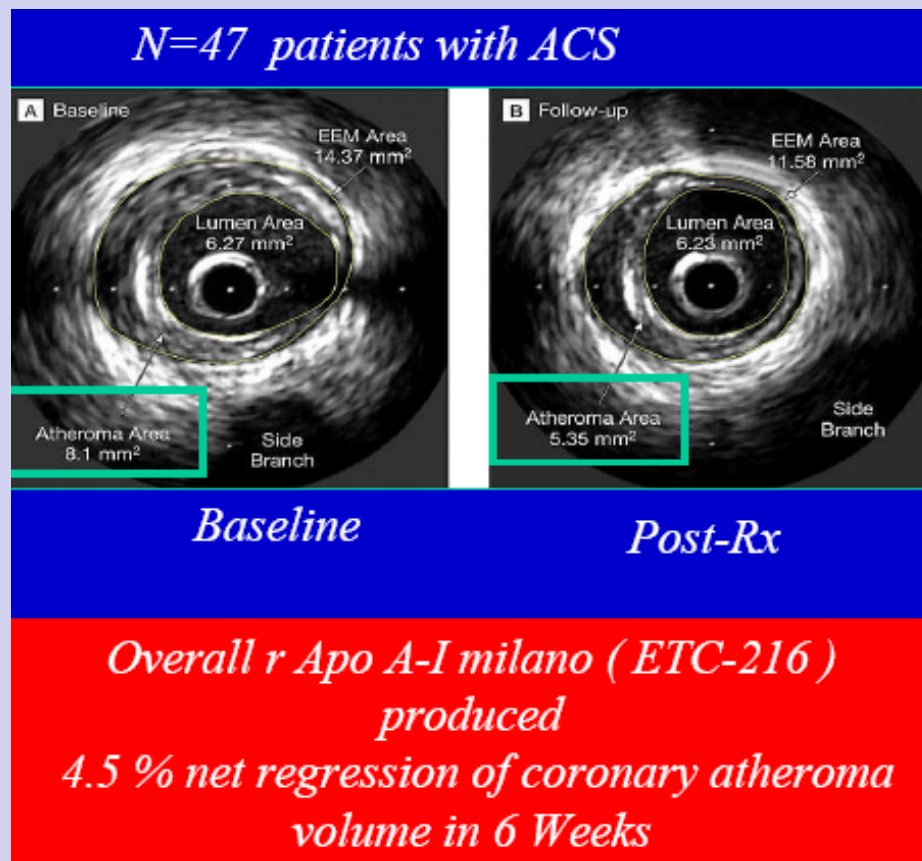 N=47 patients with ACS
A Baseline
EEM Area
14.37 mm²
Lumen Area
6.27 mm²
Atheroma Area
8.1 mm²
Side
Branch
B Follow-up
EEM Area
11.58 mm²
Lumen Area
6.23 mm²
Atheroma Area
5.35 mm²
Side
Branch
Baseline
Post-Rx
Overall r Apo A-I milano ( ETC-216 )
produced
4.5 % net regression of coronary atheroma
volume in 6 Weeks